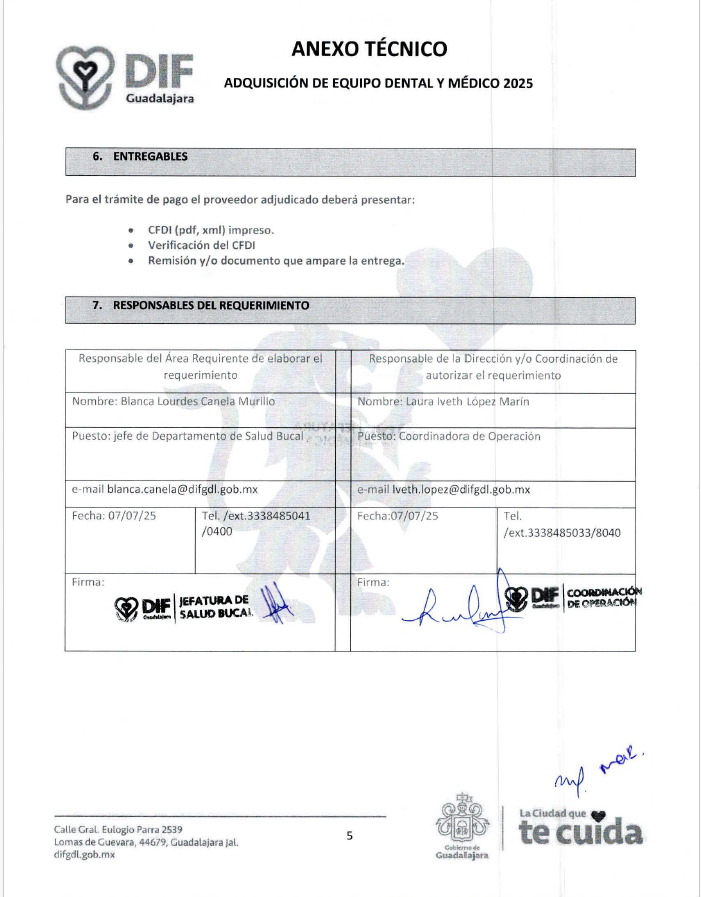 ANEXO TÉCNICO
DIF
Guadalajara
ADQUISICIÓN DE EQUIPO DENTAL Y MÉDICO 2025
6. ENTREGABLES
Para el trámite de pago el proveedor adjudicado deberá presentar:
• CFDI (pdf, xml) impreso.
• Verificación del CFDI
• Remisión y/o documento que ampare la entrega.
7. RESPONSABLES DEL REQUERIMIENTO
Responsable del Área Requirente de elaborar el
requerimiento
Responsable de la Dirección y/o Coordinación de
autorizar el requerimiento
Nombre: Blanca Lourdes Canela Murillo
Nombre: Laura Iveth López Marín
Puesto: jefe de Departamento de Salud Bucal
Puesto: Coordinadora de Operación
e-mail blanca.canela@difgdl.gob.mx
e-mail Iveth.lopez@difgdl.gob.mx
Fecha: 07/07/25
Tel. /ext.3338485041
/0400
Fecha:07/07/25
Tel.
/ext.3338485033/8040
Firma:
DIF
Guadalajara
JEFATURA DE
SALUD BUCAL
Firma:
DIF
Guadalajara
COORDINACIÓN
DE OPERACIÓN
Calle Gral. Eulogio Parra 2539
Lomas de Guevara, 44679, Guadalajara Jal.
difgdl.gob.mx
5
Gobierno de
Guadalajara
La Ciudad que
te cuida